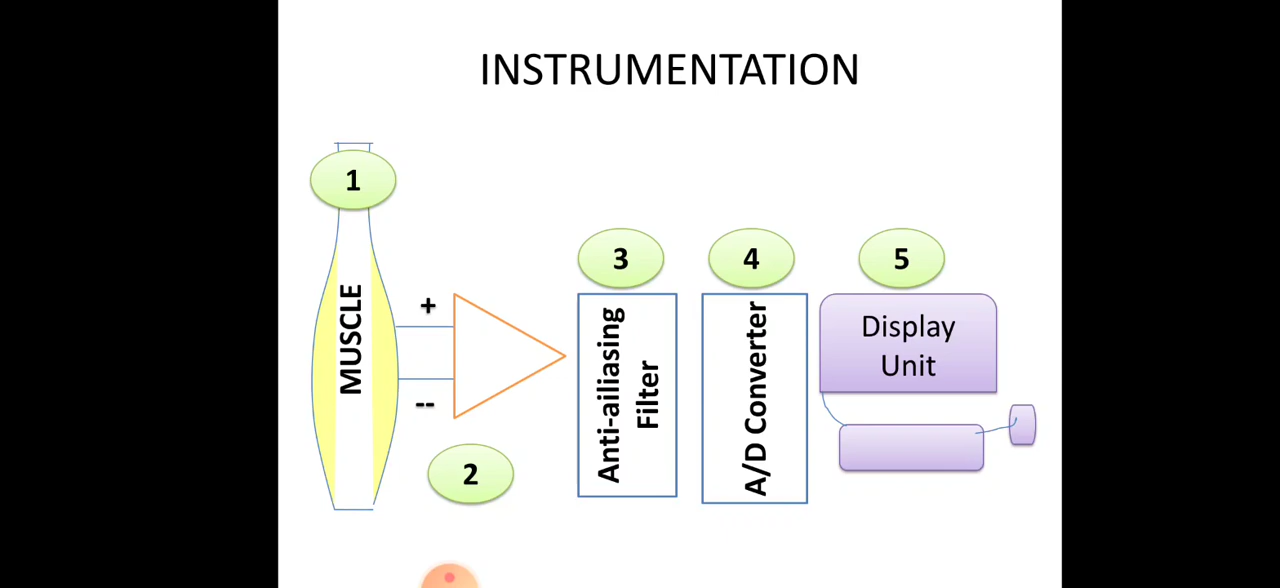 INSTRUMENTATION
1
MUSCLE
+
--
2
3
Anti-ailiasing
Filter
4
A/D Converter
5
Display
Unit